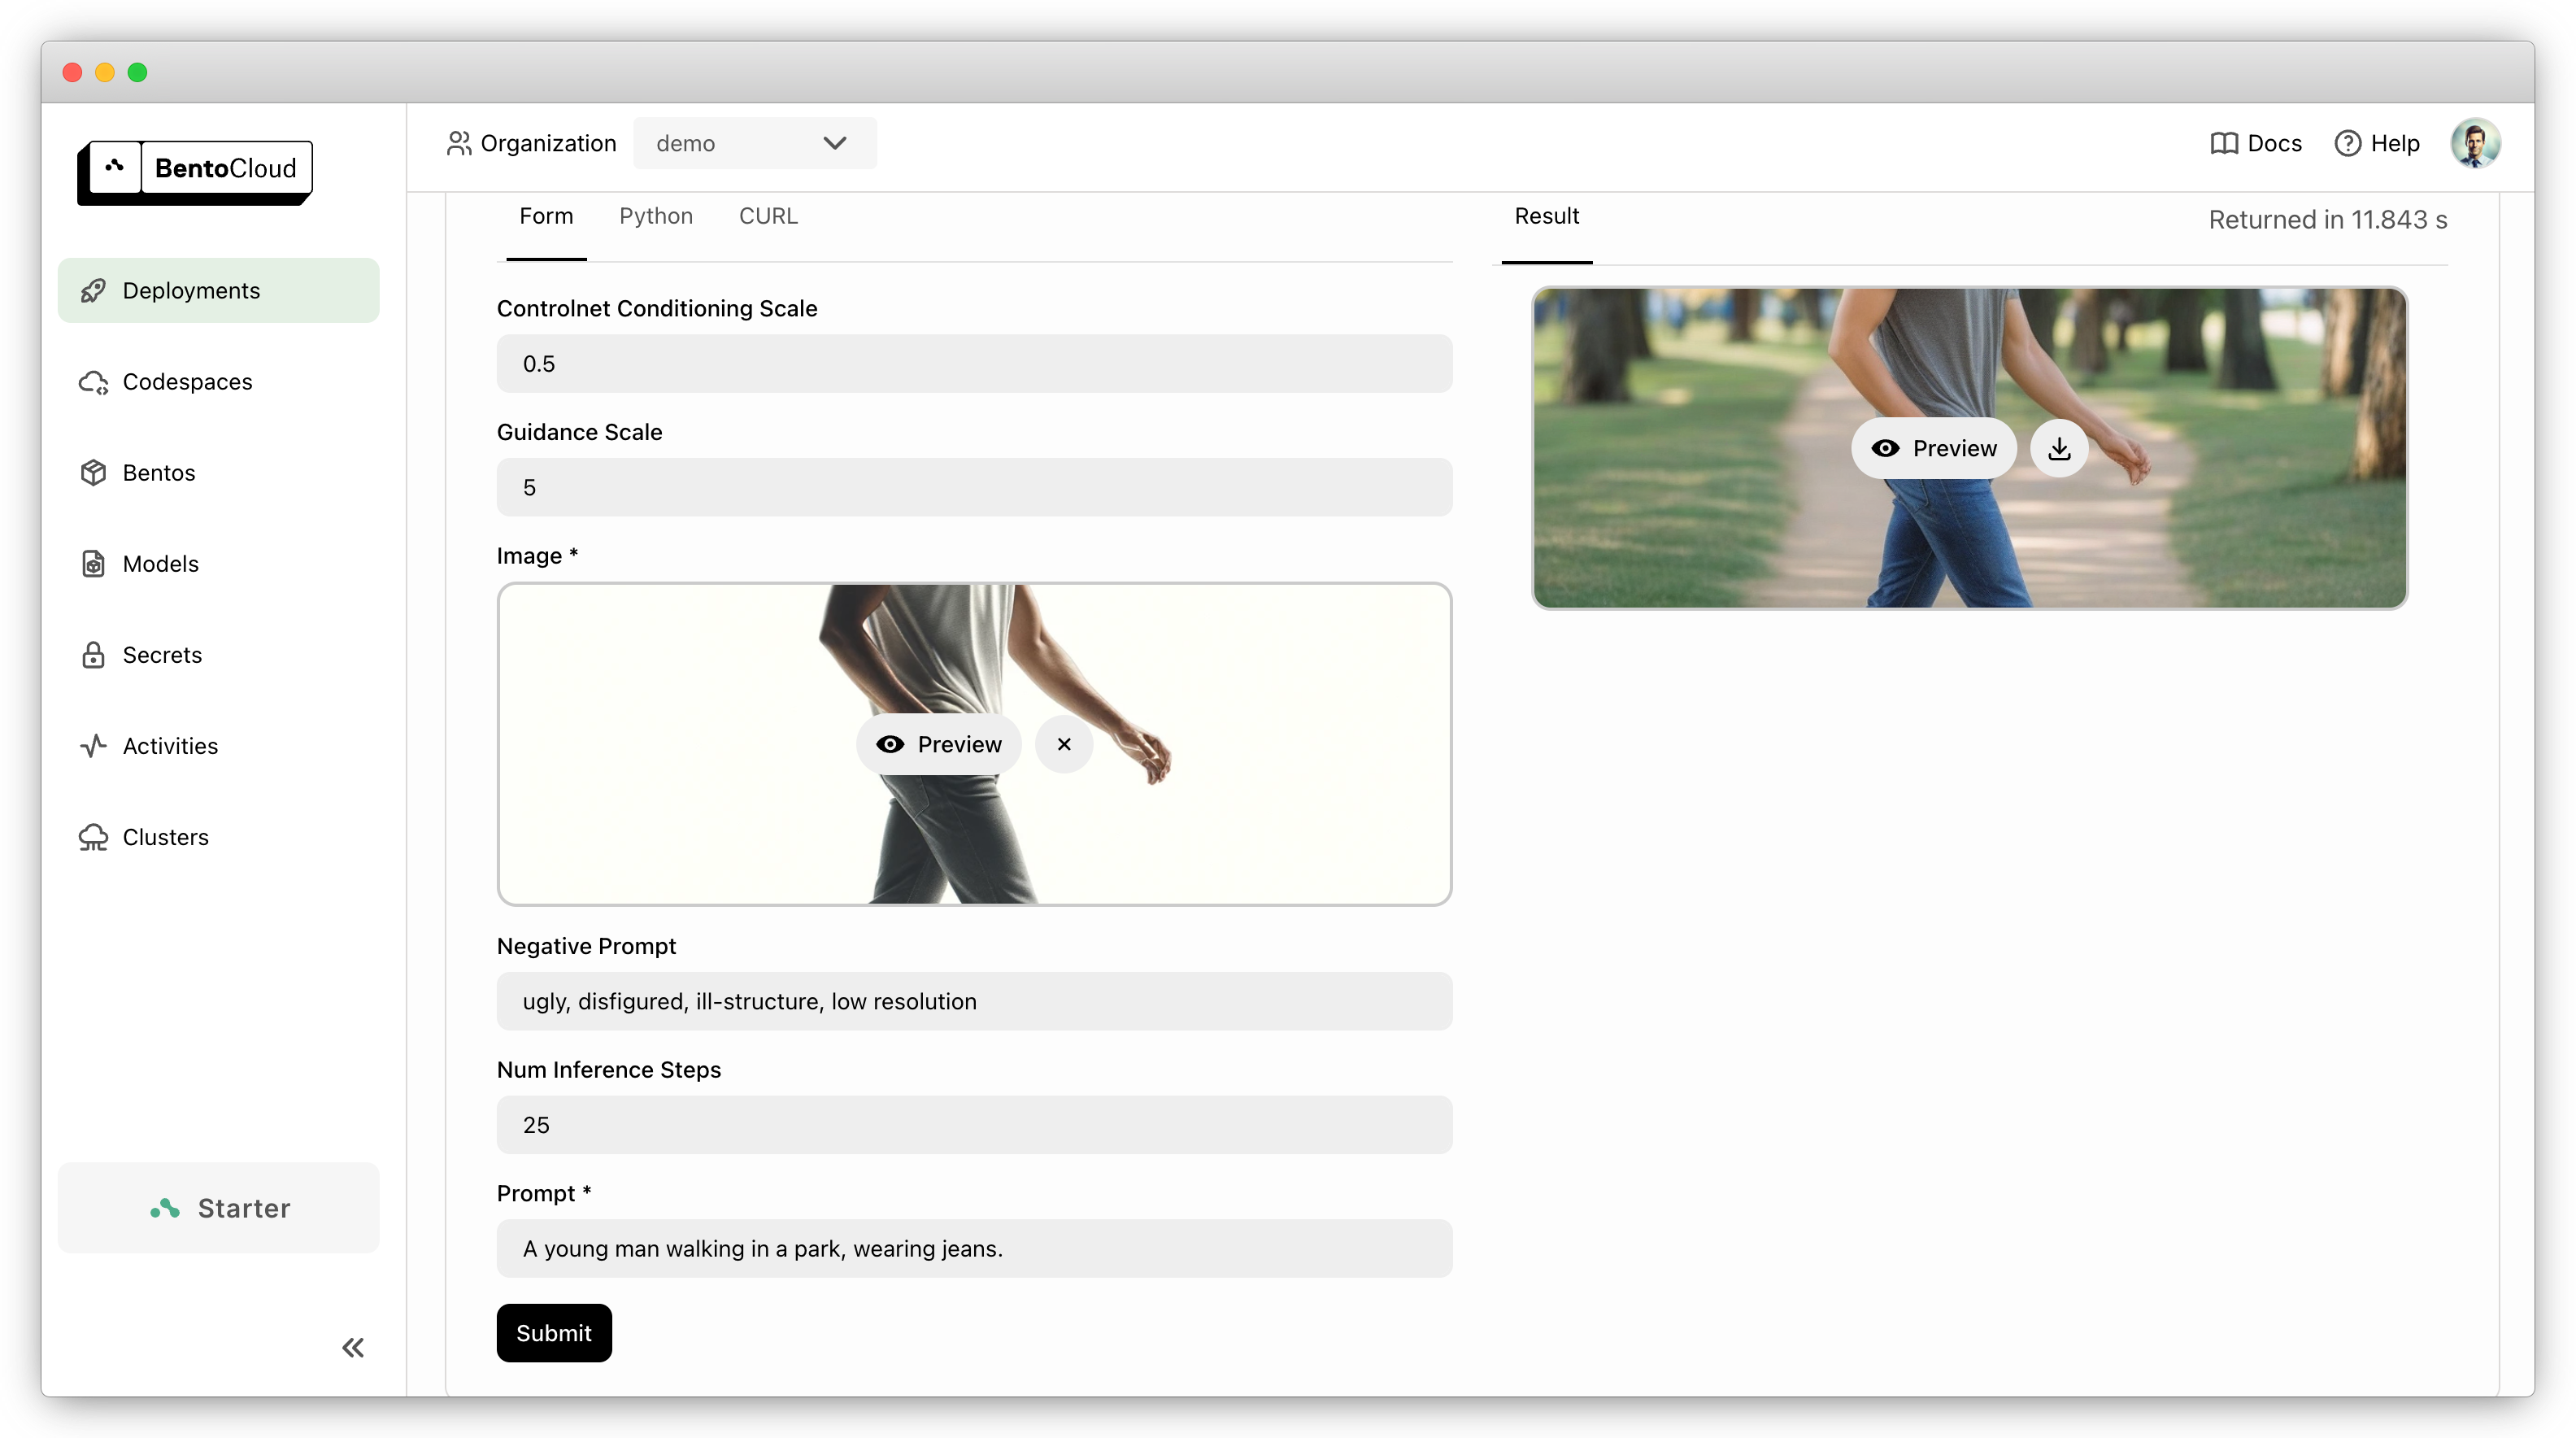 BentoCloud
Organization
demo
Docs
Help
Deployments
Codespaces
Bentos
Models
Secrets
Activities
Clusters
Starter
Form
Python
CURL
Controlnet Conditioning Scale
0.5
Guidance Scale
5
Image *
Preview
Negative Prompt
ugly, disfigured, ill-structure, low resolution
Num Inference Steps
25
Prompt *
A young man walking in a park, wearing jeans.
Submit
Result
Returned in 11.843 s
Preview